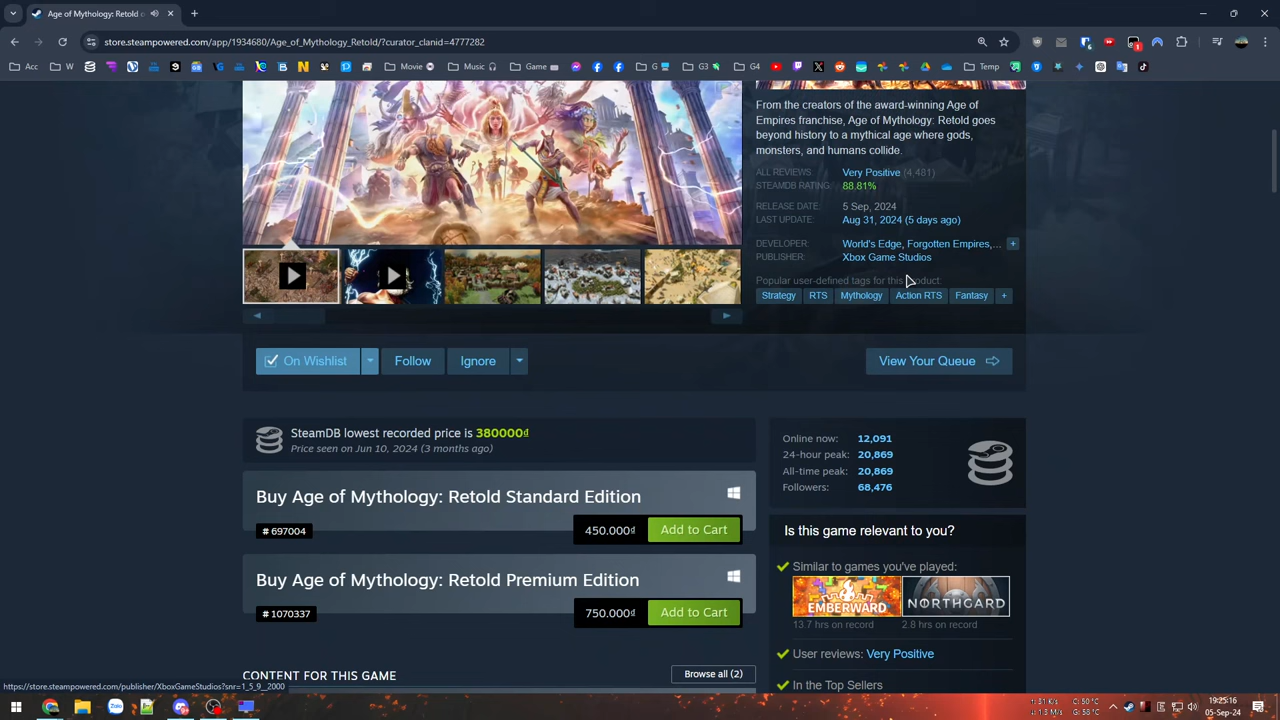 Age of Mythology: Retold o
store.steampowered.com/app/1934680/Age_of_Mythology_Retold/?curator_clanid=4777282
Acc
W
Movie
Music
Game
G
G3
G4
Temp
From the creators of the award-winning Age of
Empires franchise, Age of Mythology: Retold goes
beyond history to a mythical age where gods,
monsters, and humans collide.
ALL REVIEWS: Very Positive (4,481)
STEAMDB RATING: 88.81%
RELEASE DATE: 5 Sep, 2024
LAST UPDATE: Aug 31, 2024 (5 days ago)
DEVELOPER: World's Edge, Forgotten Empires,... +
PUBLISHER: Xbox Game Studios
Popular user-defined tags for this product:
Strategy RTS Mythology Action RTS Fantasy +
On Wishlist Follow Ignore View Your Queue
SteamDB lowest recorded price is 380000₫
Price seen on Jun 10, 2024 (3 months ago)
Online now: 12,091
24-hour peak: 20,869
All-time peak: 20,869
Followers: 68,476
Buy Age of Mythology: Retold Standard Edition
# 697004
450.000₫ Add to Cart
Buy Age of Mythology: Retold Premium Edition
# 1070337
750.000₫ Add to Cart
CONTENT FOR THIS GAME Browse all (2)
Is this game relevant to you?
Similar to games you've played:
EMBERWARD NORTHGARD
13.7 hrs on record 2.8 hrs on record
User reviews: Very Positive
In the Top Sellers
https://store.steampowered.com/publisher/XboxGameStudios?snr=1_5_9__2000
Zalo
C: 50°C
G: 58°C
19:25:16
05-Sep-24